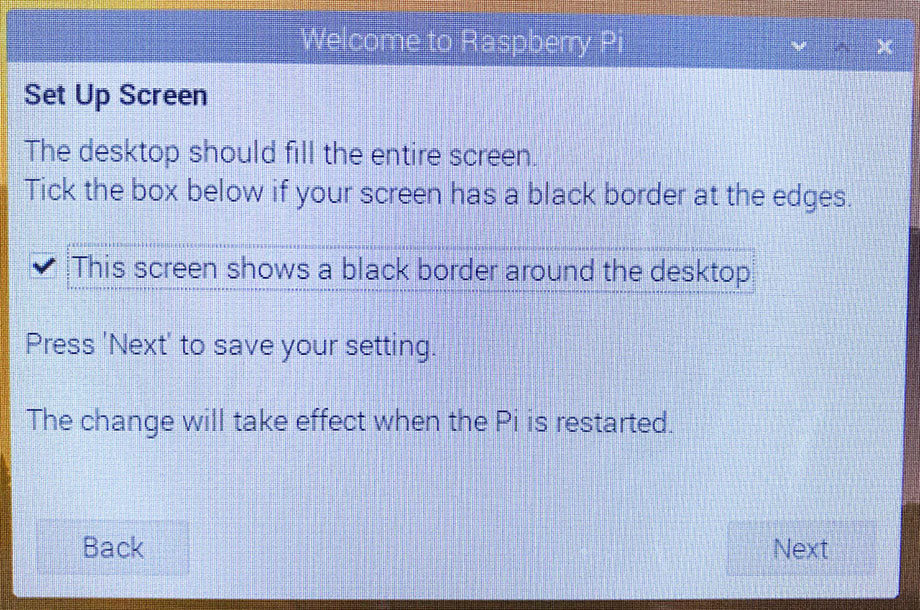 Welcome to Raspberry Pi
Set Up Screen
The desktop should fill the entire screen.
Tick the box below if your screen has a black border at the edges.
This screen shows a black border around the desktop
Press 'Next' to save your setting.
The change will take effect when the Pi is restarted.
Back
Next